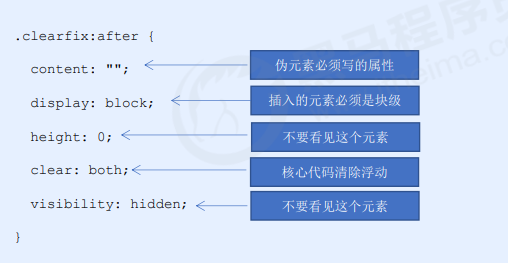 .clearfix:after {
content: "";
伪元素必须写的属性
display: block;
插入的元素必须是块级
height: 0;
不要看见这个元素
clear: both;
核心代码清除浮动
visibility: hidden;
不要看见这个元素
}